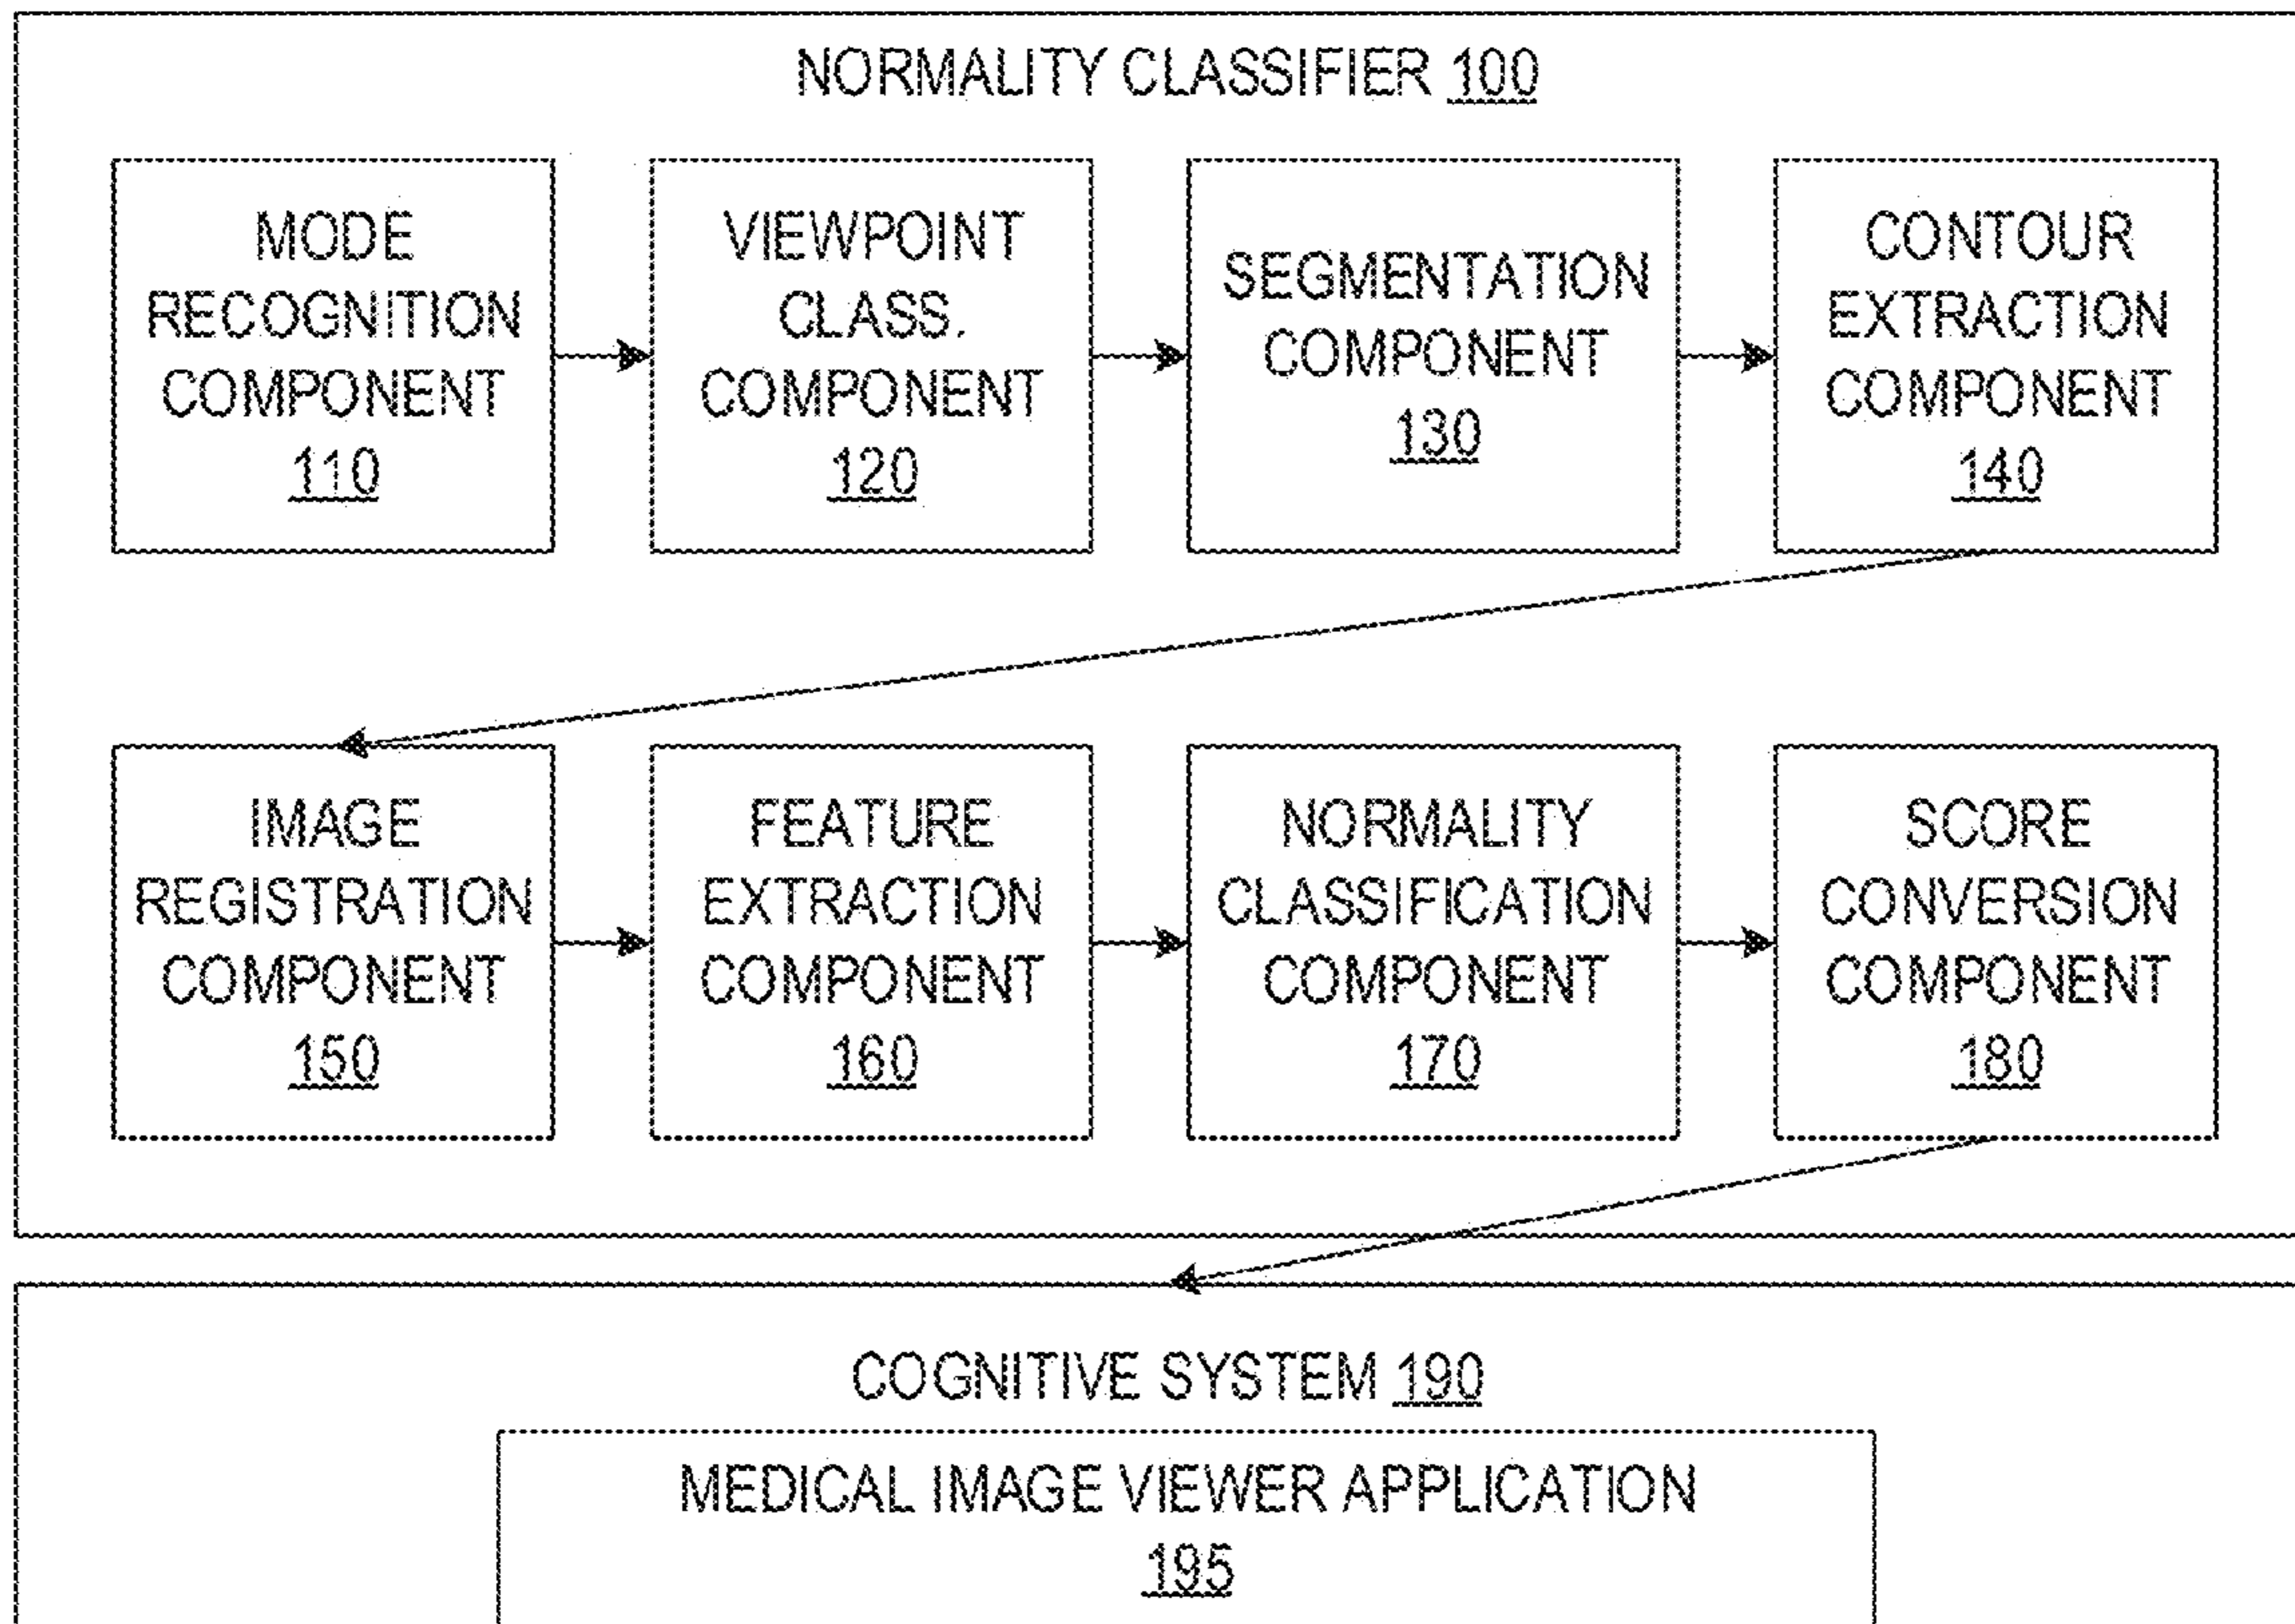 NORMALITY CLASSIFIER 100
MODE
RECOGNITION
COMPONENT
110
VIEWPOINT
CLASS.
COMPONENT
120
SEGMENTATION
COMPONENT
130
CONTOUR
EXTRACTION
COMPONENT
140
IMAGE
REGISTRATION
COMPONENT
150
FEATURE
EXTRACTION
COMPONENT
160
NORMALITY
CLASSIFICATION
COMPONENT
170
SCORE
CONVERSION
COMPONENT
180
COGNITIVE SYSTEM 190
MEDICAL IMAGE VIEWER APPLICATION
195